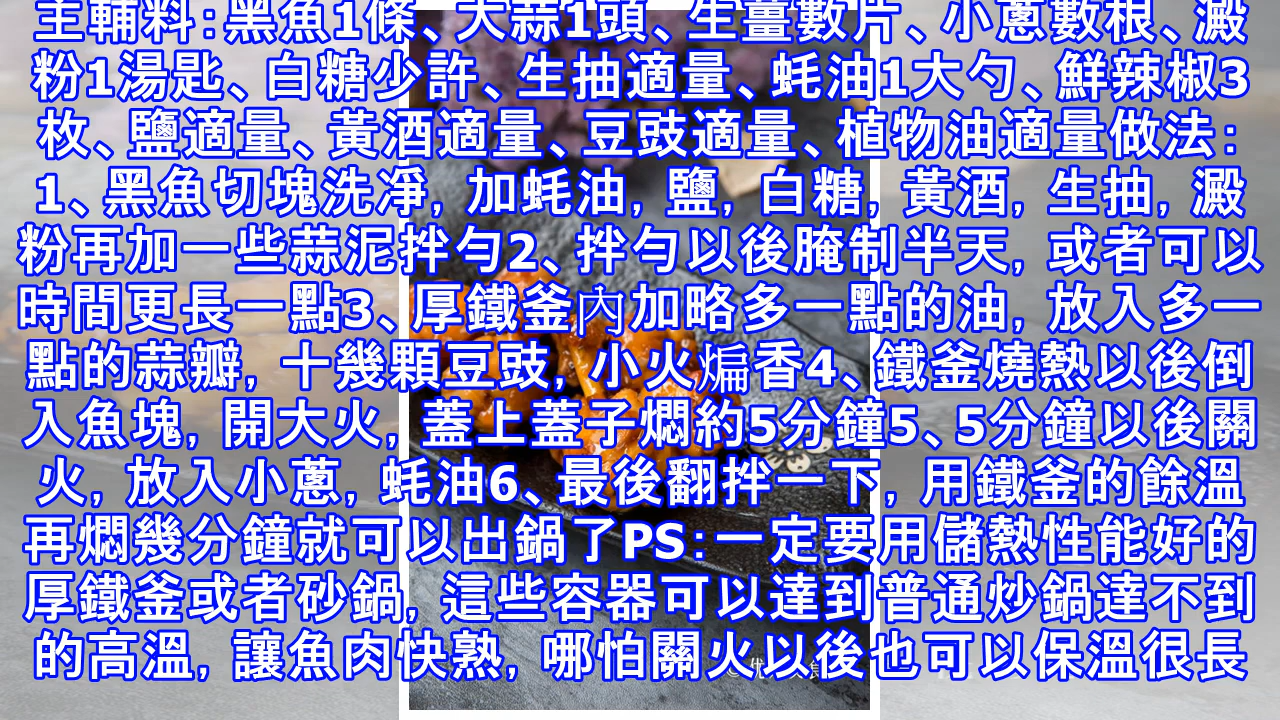 主輔料:黑魚1條、大蒜1頭、生薑數片、小蔥數根、澱
粉1湯匙、白糖少許、生抽適量、蚝油1大勺、鮮辣椒3
枚、鹽適量、黃酒適量、豆豉適量、植物油適量做法:
1、黑魚切塊洗凈, 加蚝油, 鹽, 白糖, 黃酒, 生抽, 澱
粉再加一些蒜泥拌勻2、拌勻以後腌制半天, 或者可以
時間更長一點3、厚鐵釜內加略多一點的油, 放入多一
點的蒜瓣, 十幾顆豆豉, 小火煸香4、鐵釜燒熱以後倒
入魚塊, 開大火, 蓋上蓋子燜約5分鐘5、5分鐘以後關
火, 放入小蔥, 蚝油6、最後翻拌一下, 用鐵釜的餘溫
再燜幾分鐘就可以出鍋了PS:一定要用儲熱性能好的
厚鐵釜或者砂鍋, 這些容器可以達到普通炒鍋達不到
的高溫, 讓魚肉快熟, 哪怕關火以後也可以保溫很長